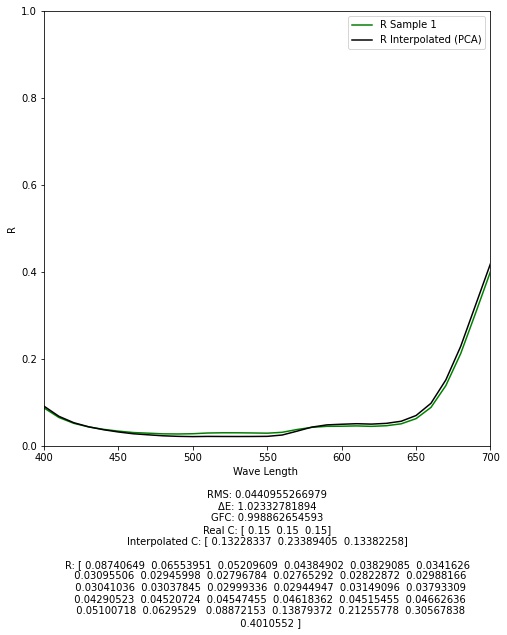 1.0
0.8
0.6
0.4
0.2
0.0
R
R Sample 1
R Interpolated (PCA)
400 450 500 550 600 650 700
Wave Length
RMS: 0.0440955266979
ΔE: 1.02332781894
GFC: 0.998862654593
Real C: [ 0.15 0.15 0.15]
Interpolated C: [ 0.13228337 0.23389405 0.13382258]
R: [ 0.08740649 0.06553951 0.05209609 0.04384902 0.03829085 0.0341626
0.03095506 0.02945998 0.02796784 0.02765292 0.02822872 0.02988166
0.03041036 0.03037845 0.02999336 0.02944947 0.03149096 0.03793309
0.04290523 0.04520724 0.04547455 0.04618362 0.04515455 0.04662636
0.05100718 0.0629529 0.08872153 0.13879372 0.21255778 0.30567838
0.4010552 ]